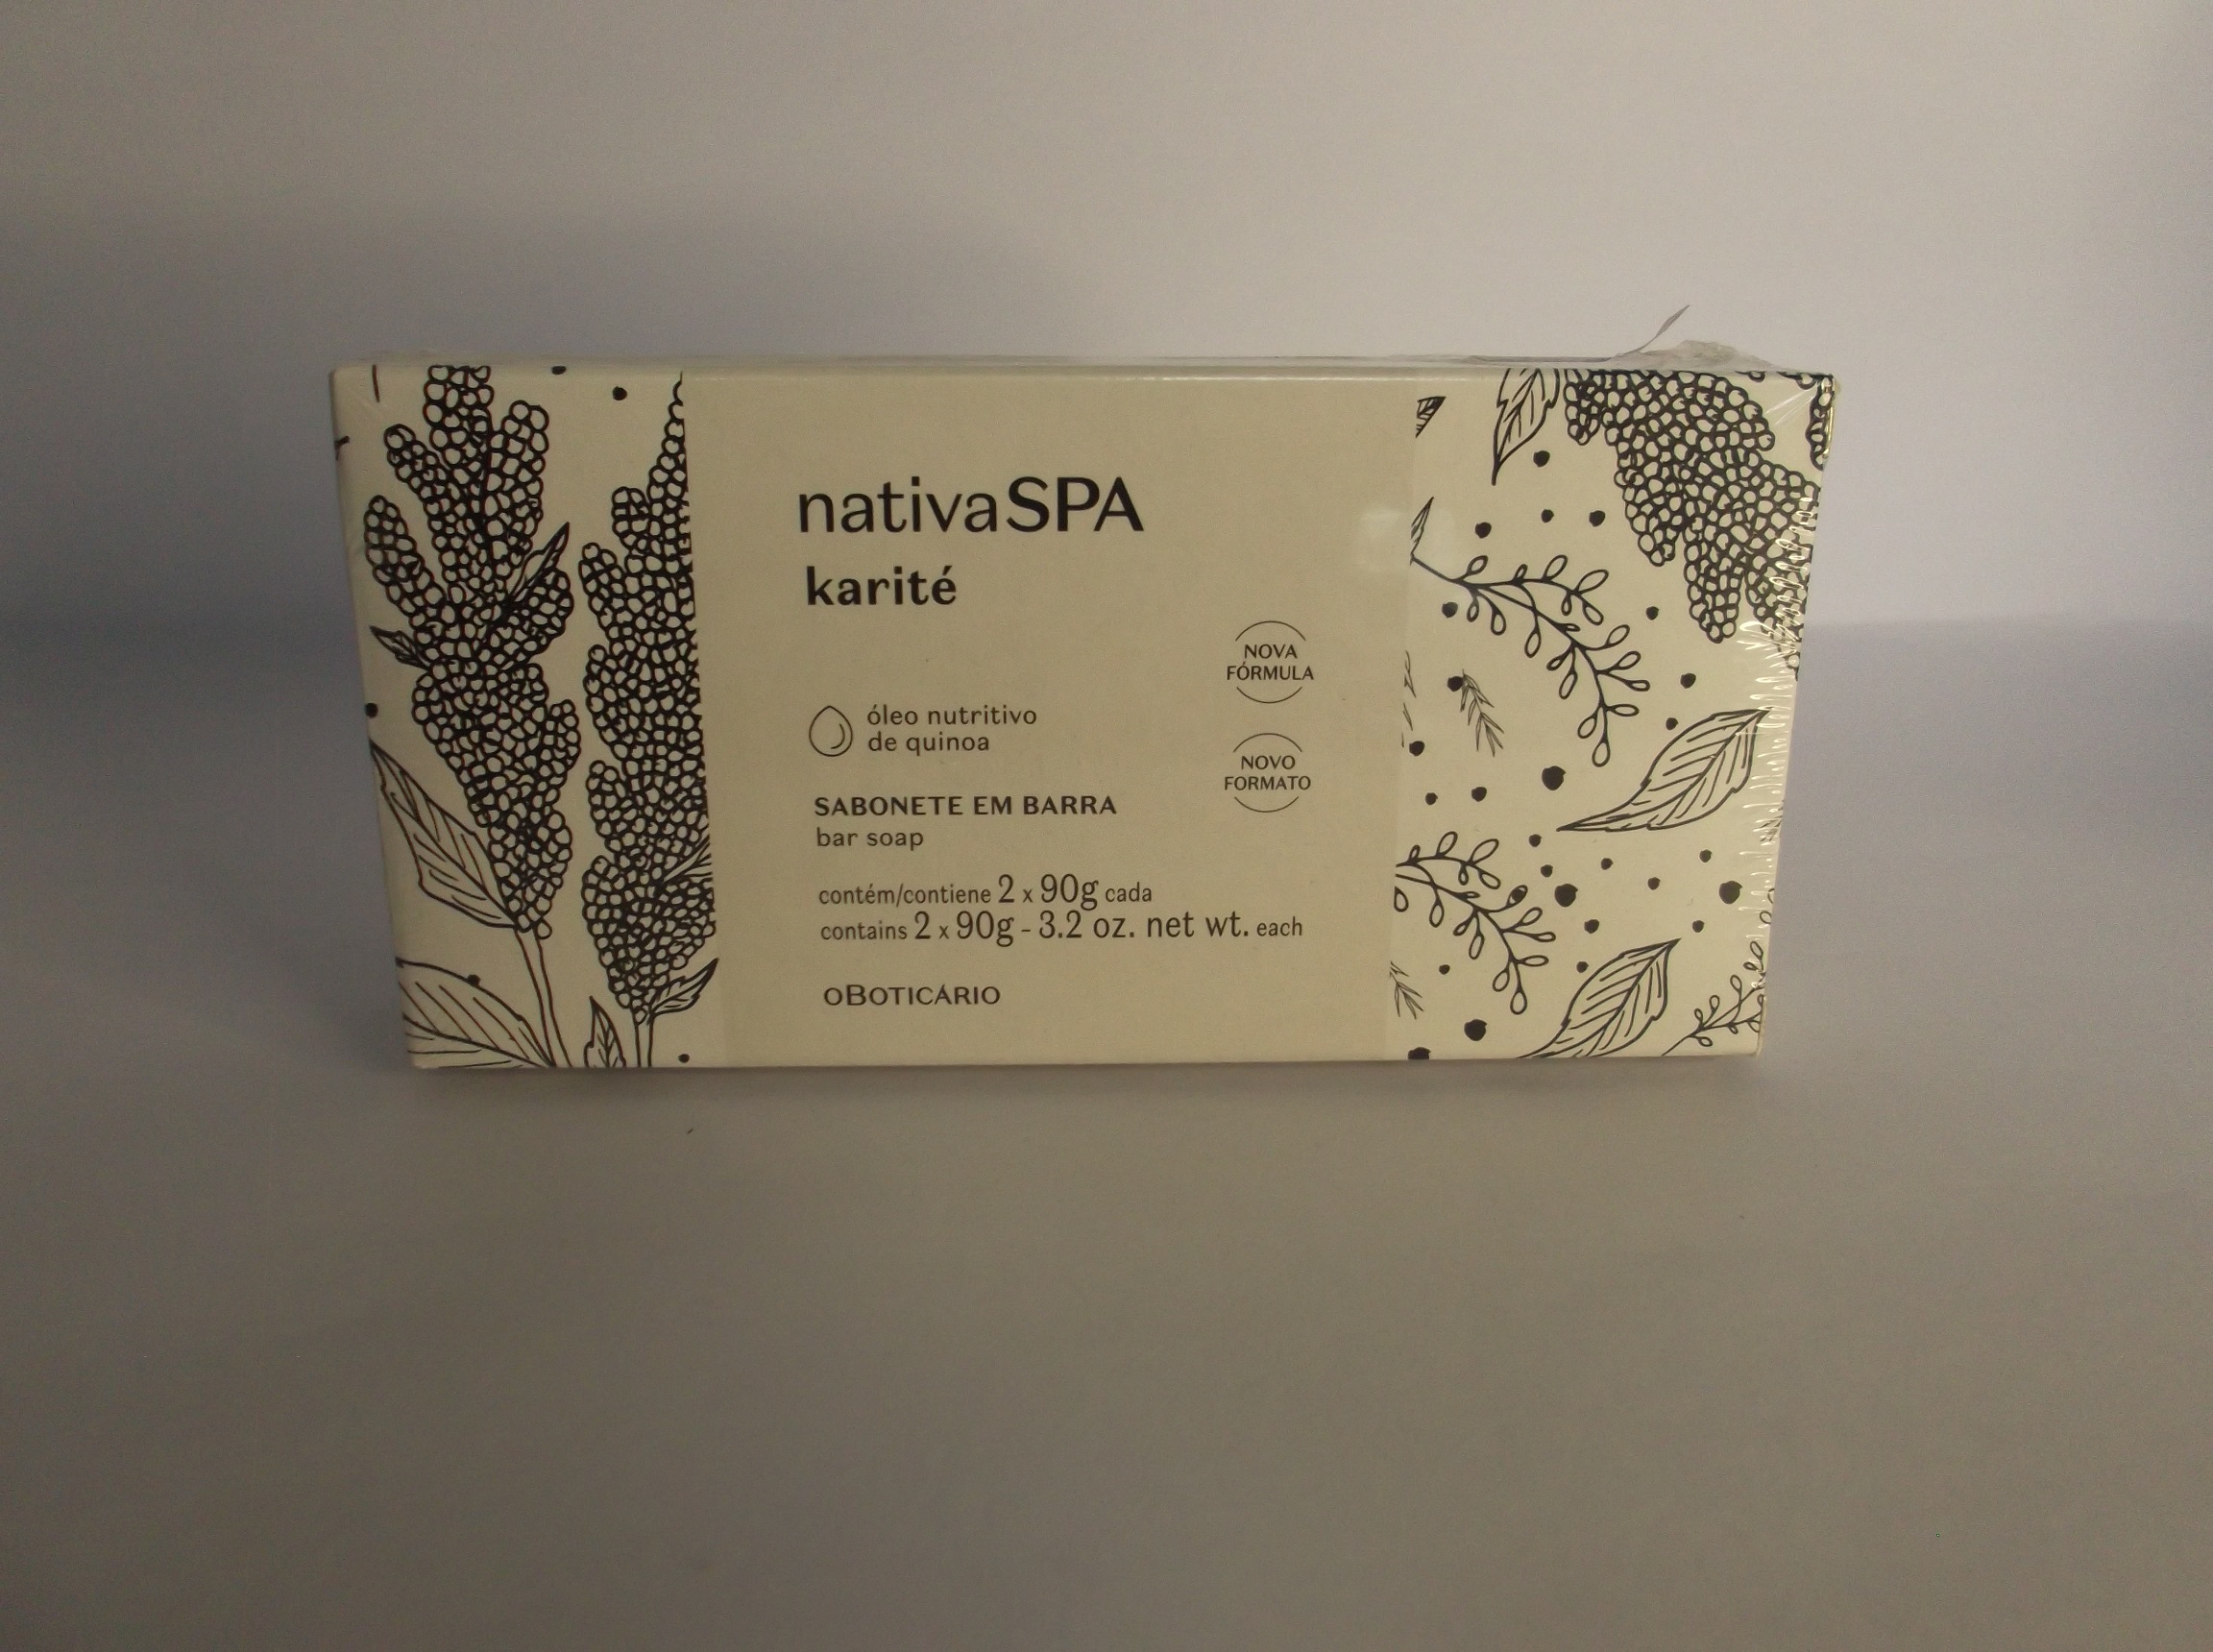 nativaSPA
karité
NOVA
FÓRMULA
óleo nutritivo
de quinoa
NOVO
FORMATO
SABONETE EM BARRA
bar soap
contém/contiene 2 x 90g cada
contains 2 x 90g - 3.2 oz. net wt. each
oBOTICÁRIO